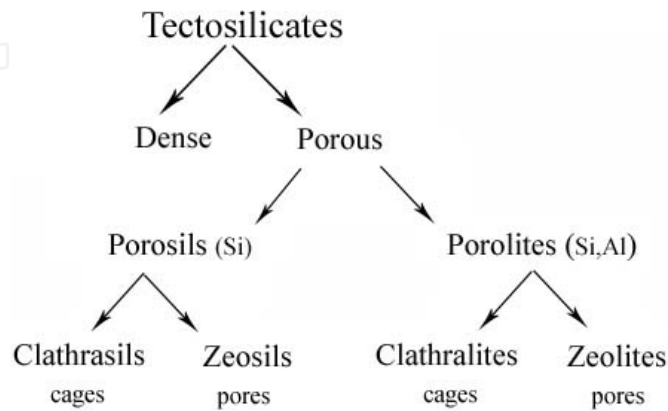 Tectosilicates
Dense Porous
Porosils (Si) Porolites (Si,Al)
Clathrasils Zeosils Clathralites Zeolites
cages pores cages pores